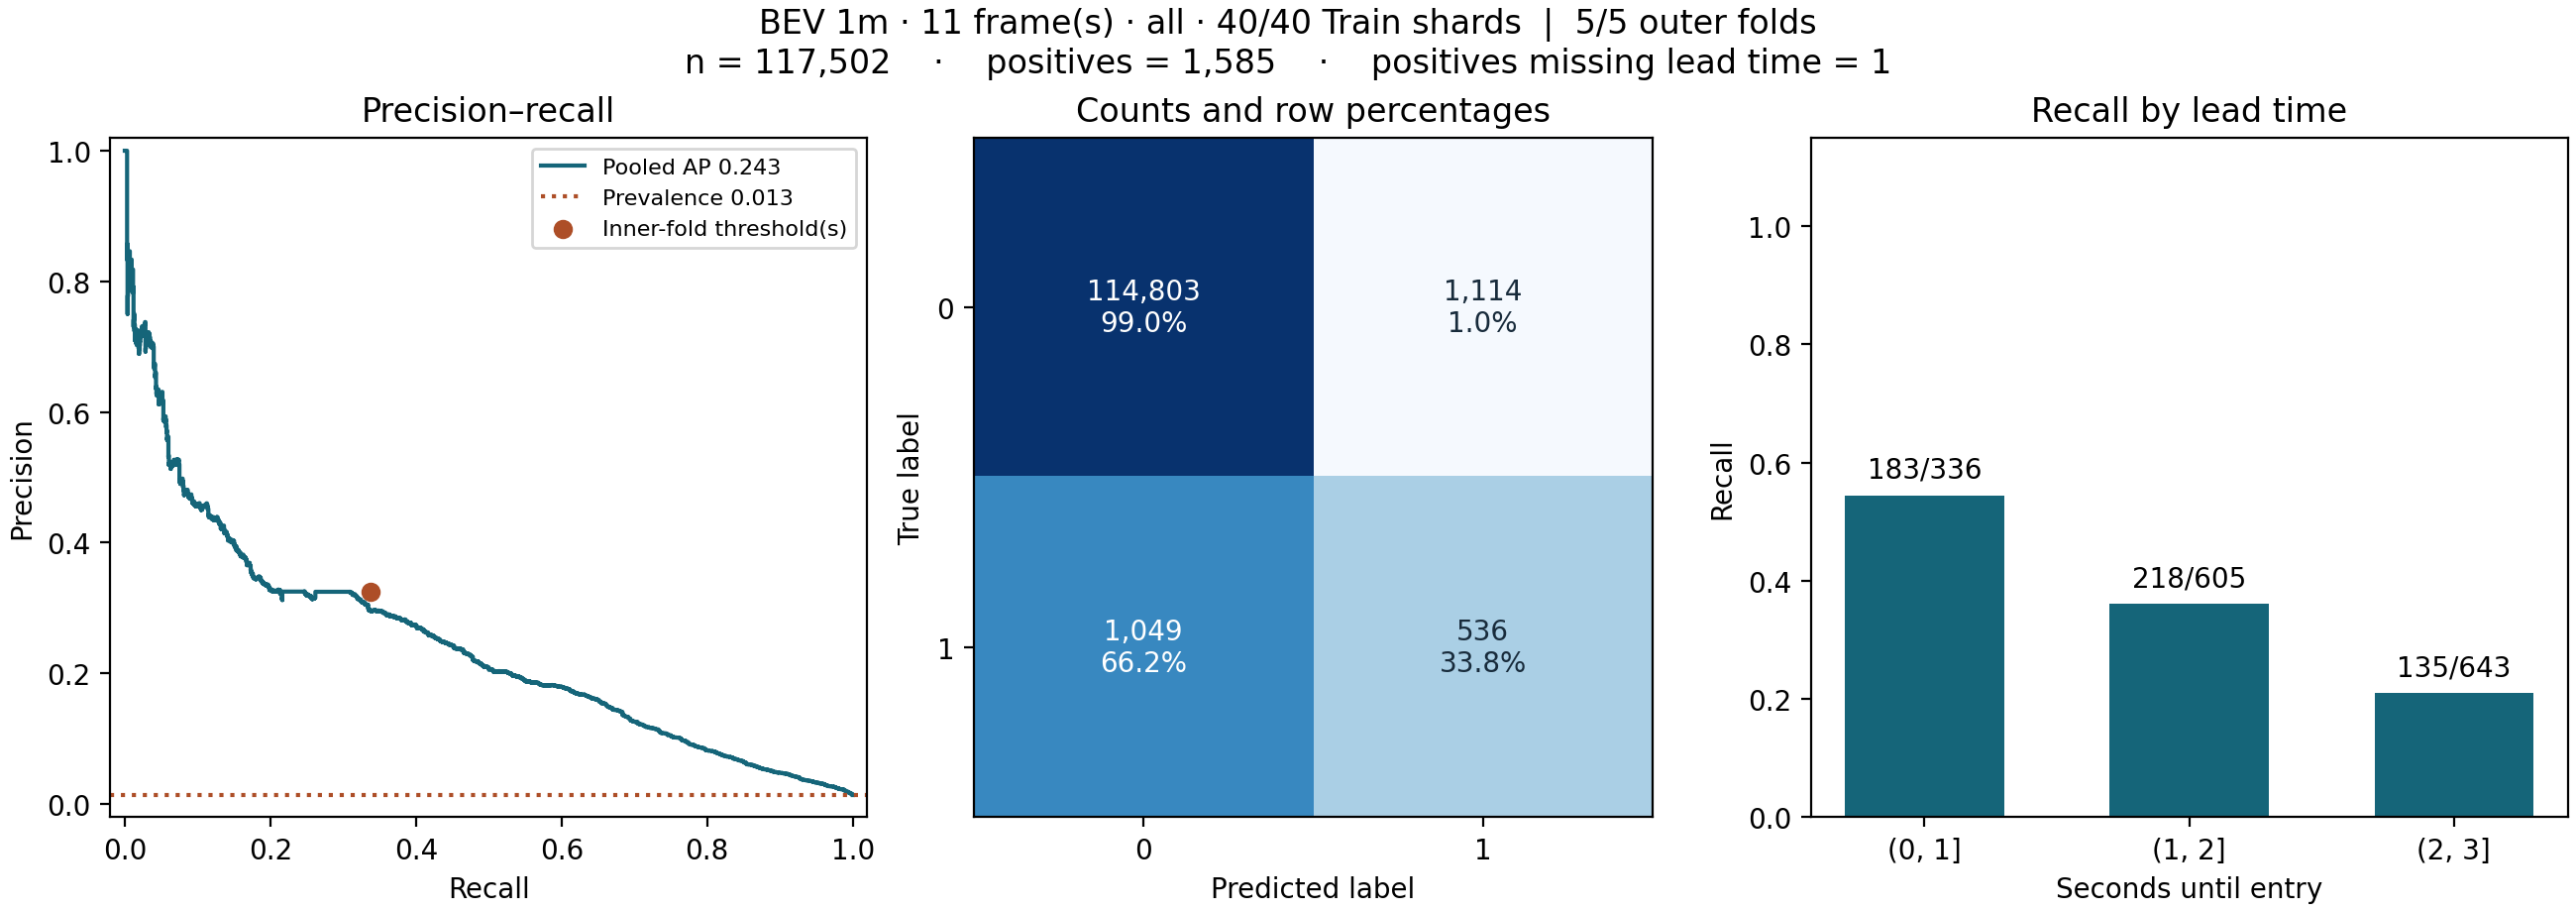 BEV 1m · 11 frame(s) · all · 40/40 Train shards | 5/5 outer folds
n = 117,502 · positives = 1,585 · positives missing lead time = 1
Precision–recall
1.0
0.8
0.6
0.4
0.2
0.0
Precision
Pooled AP 0.243
Prevalence 0.013
Inner-fold threshold(s)
0.0 0.2 0.4 0.6 0.8 1.0
Recall
Counts and row percentages
True label
0
1
114,803
99.0%
1,114
1.0%
1,049
66.2%
536
33.8%
0 1
Predicted label
Recall by lead time
Recall
1.0
0.8
0.6
0.4
0.2
0.0
183/336
218/605
135/643
(0, 1] (1, 2] (2, 3]
Seconds until entry